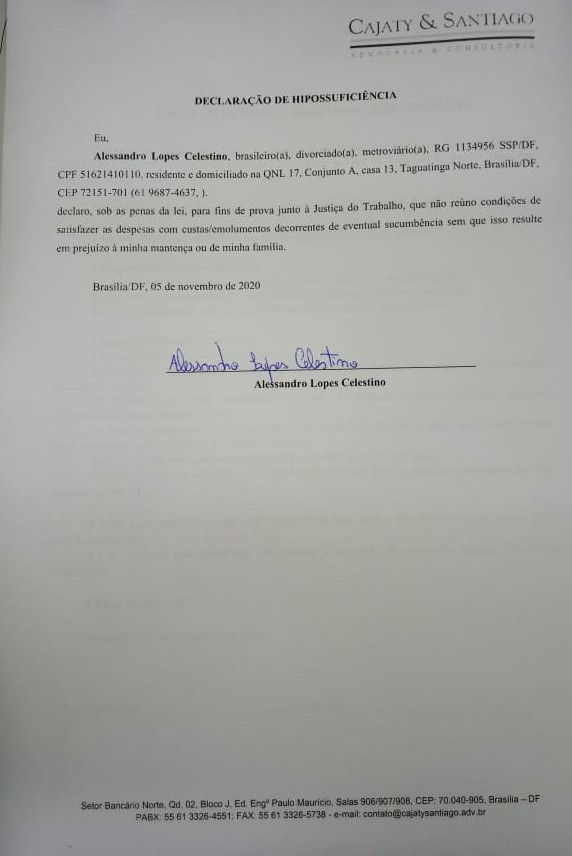 CAJATY & SANTIAGO
ADVOCACIA & CONSULTORIA
DECLARAÇÃO DE HIPOSSUFICIÊNCIA
Eu,
Alessandro Lopes Celestino, brasileiro(a), divorciado(a), metroviário(a), RG 1134956 SSP/DF,
CPF 51621410110, residente e domiciliado na QNL 17, Conjunto A, casa 13, Taguatinga Norte, Brasília/DF,
CEP 72151-701 (61 9687-4637, ).
declaro, sob as penas da lei, para fins de prova junto à Justiça do Trabalho, que não reúno condições de
satisfazer as despesas com custas/emolumentos decorrentes de eventual sucumbência sem que isso resulte
em prejuízo à minha mantença ou de minha família.
Brasília/DF, 05 de novembro de 2020
Alessandro Lopes Celestino
Alessandro Lopes Celestino
Setor Bancário Norte, Qd. 02, Bloco J, Ed. Engº Paulo Maurício, Salas 906/907/908, CEP: 70.040-905, Brasília – DF
PABX: 55 61 3326-4551; FAX: 55 61 3326-5738 - e-mail: contato@cajatysantiago.adv.br